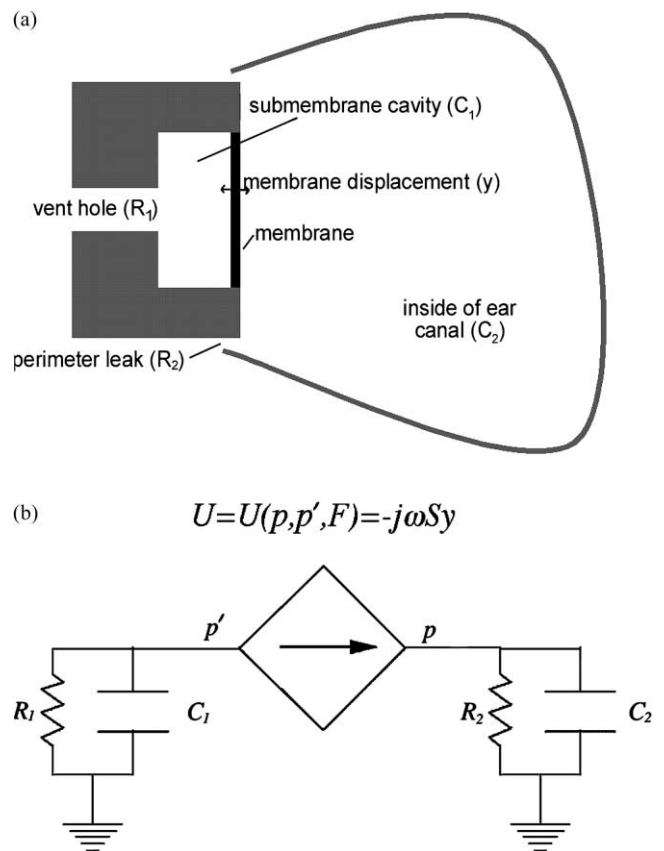 (a)
submembrane cavity (C₁)
membrane displacement (y)
vent hole (R₁)
membrane
inside of ear
canal (C₂)
perimeter leak (R₂)
(b)
U=U(p,p′,F)=-jωSy
p′
p
R₁
C₁
R₂
C₂